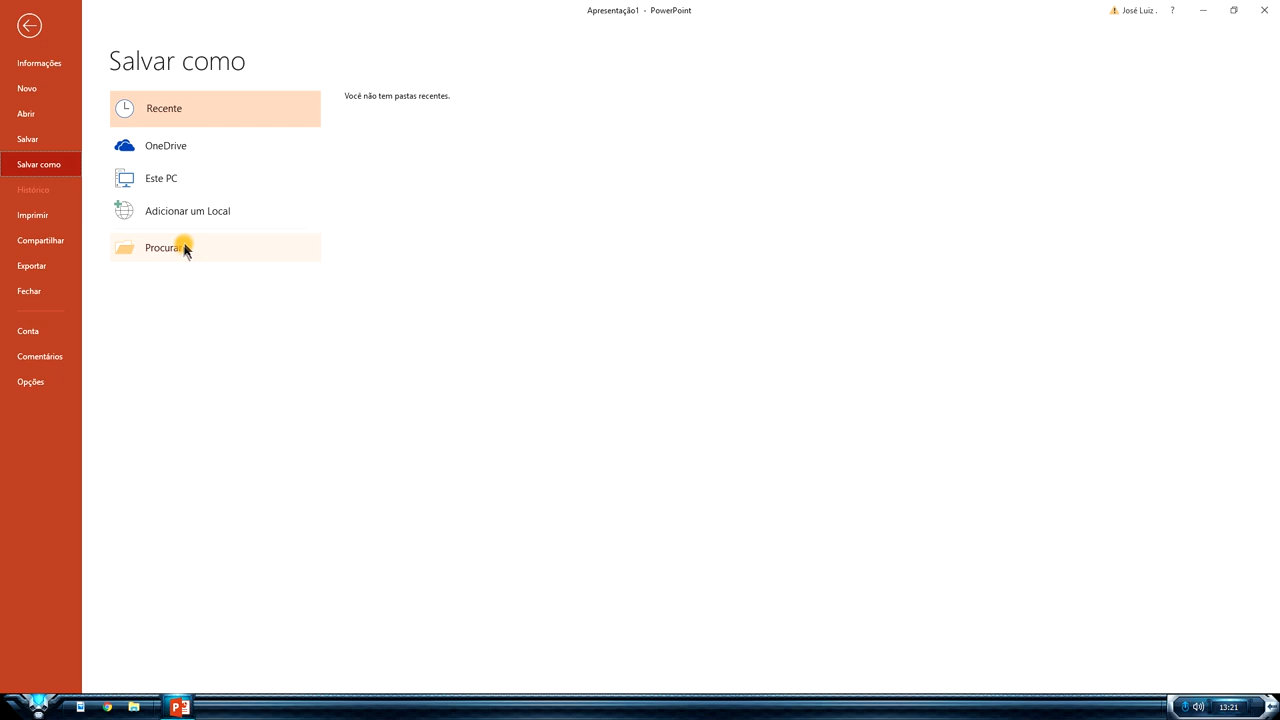 Apresentação1 - PowerPoint
José Luiz .
?
Informações
Novo
Abrir
Salvar
Salvar como
Histórico
Imprimir
Compartilhar
Exportar
Fechar
Conta
Comentários
Opções
Salvar como
Recente
OneDrive
Este PC
Adicionar um Local
Procurar
Você não tem pastas recentes.
13:21